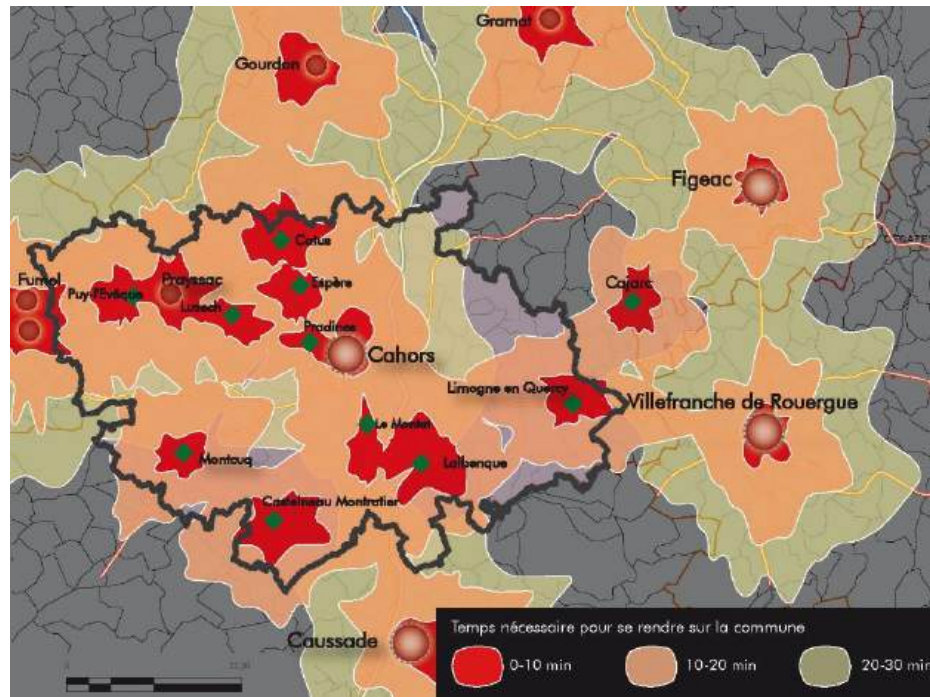 Gramat
Gourdon
Figeac
Catus
Cajarc
Fumel
Prayssac
Espère
Puy-l'Evêque
Luzech
Pradines
Cahors
Limogne en Quercy
Villefranche de Rouergue
Le Montat
Montcuq
Lalbenque
Castelnau Montratier
Caussade
Temps nécessaire pour se rendre sur la commune
0-10 min
10-20 min
20-30 min
0